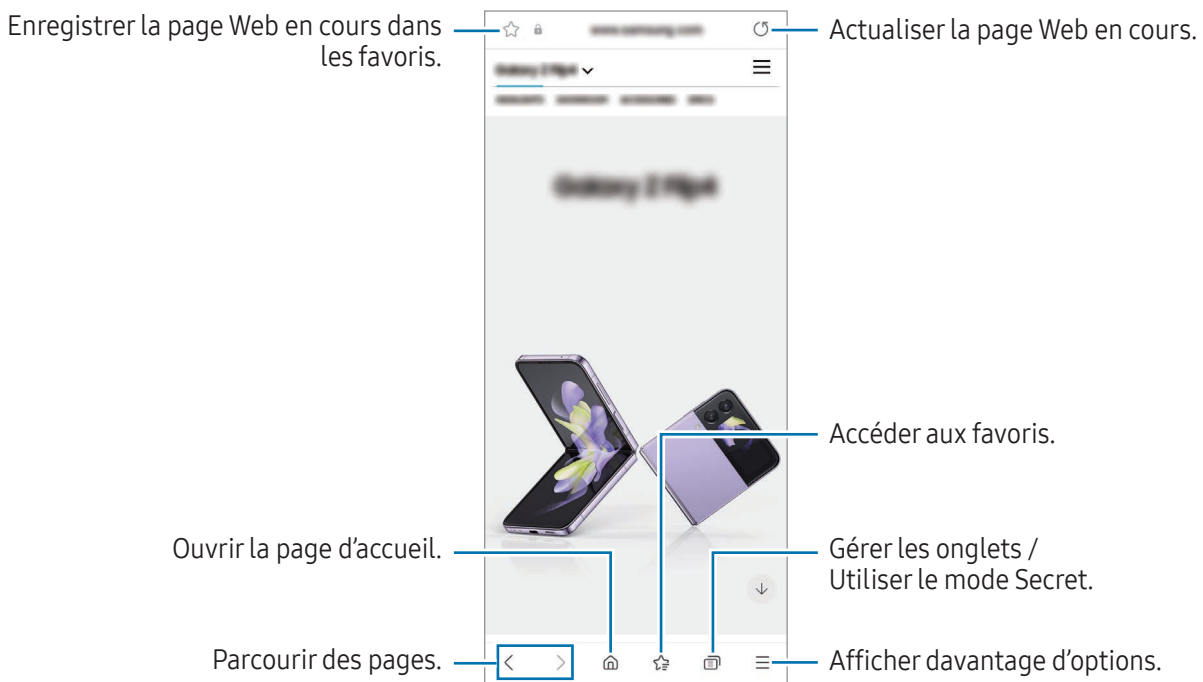 Enregistrer la page Web en cours dans
les favoris.
Actualiser la page Web en cours.
Accéder aux favoris.
Ouvrir la page d'accueil.
Gérer les onglets /
Utiliser le mode Secret.
Parcourir des pages.
Afficher davantage d'options.